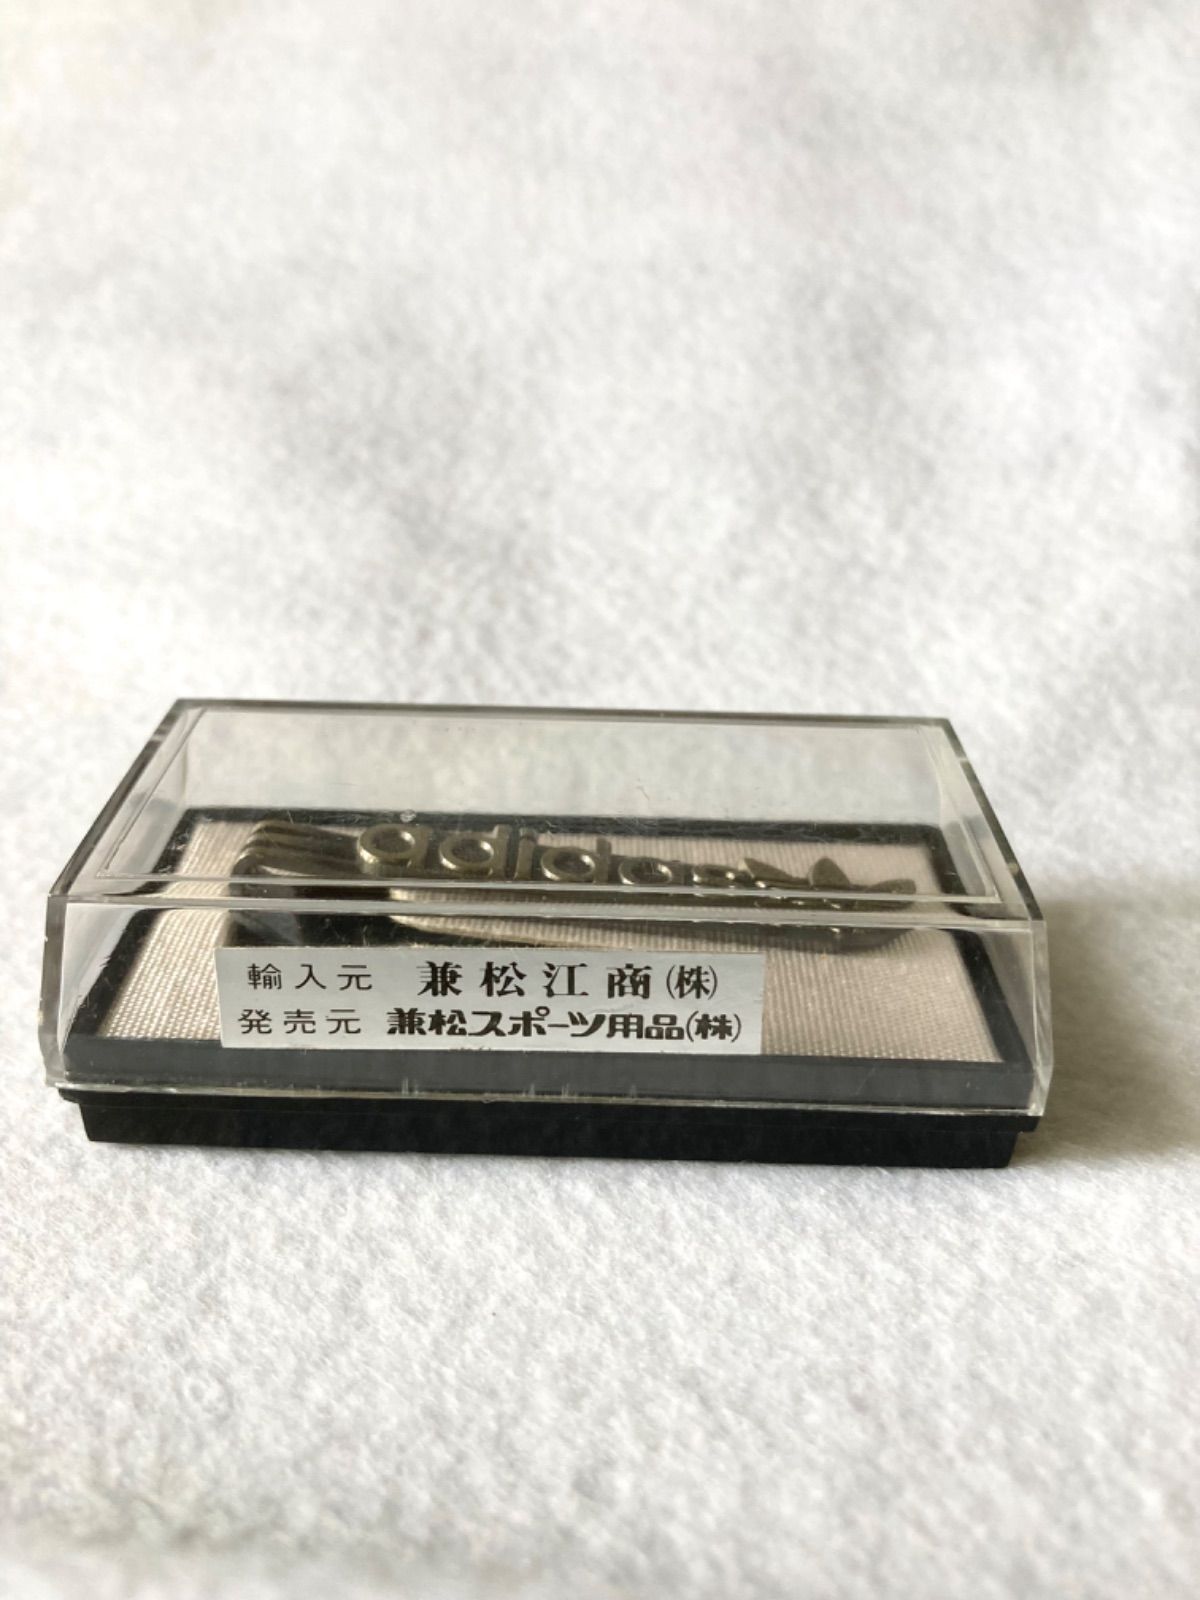 adidas
輸入元 兼松江商(株)
発売元 兼松スポーツ用品(株)